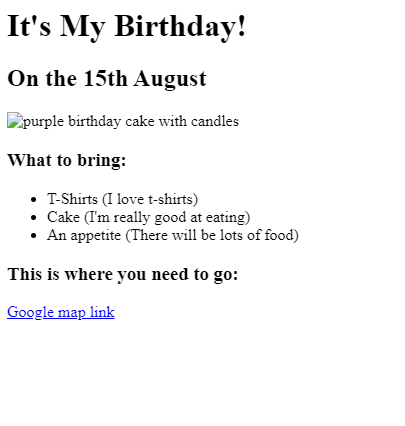 It's My Birthday!
On the 15th August
purple birthday cake with candles
What to bring:
T-Shirts (I love t-shirts)
Cake (I'm really good at eating)
An appetite (There will be lots of food)
This is where you need to go:
Google map link